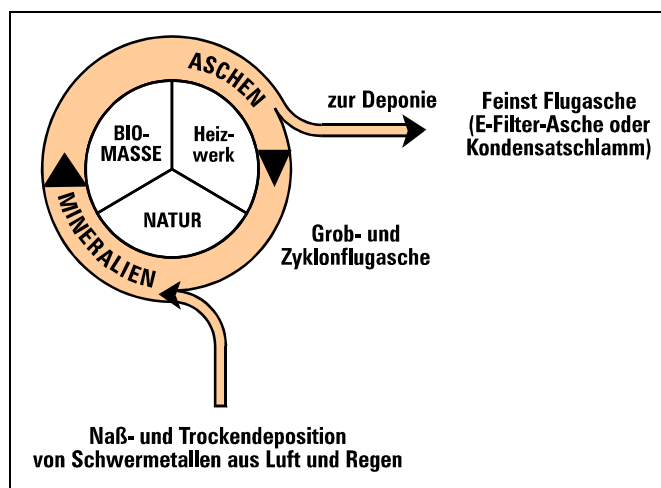 ASCHEN
zur Deponie
Feinst Flugasche
(E-Filter-Asche oder
Kondensatschlamm)
BIO-
MASSE
Heiz-
werk
NATUR
MINERALIEN
Grob- und
Zyklonflugasche
Naß- und Trockendeposition
von Schwermetallen aus Luft und Regen